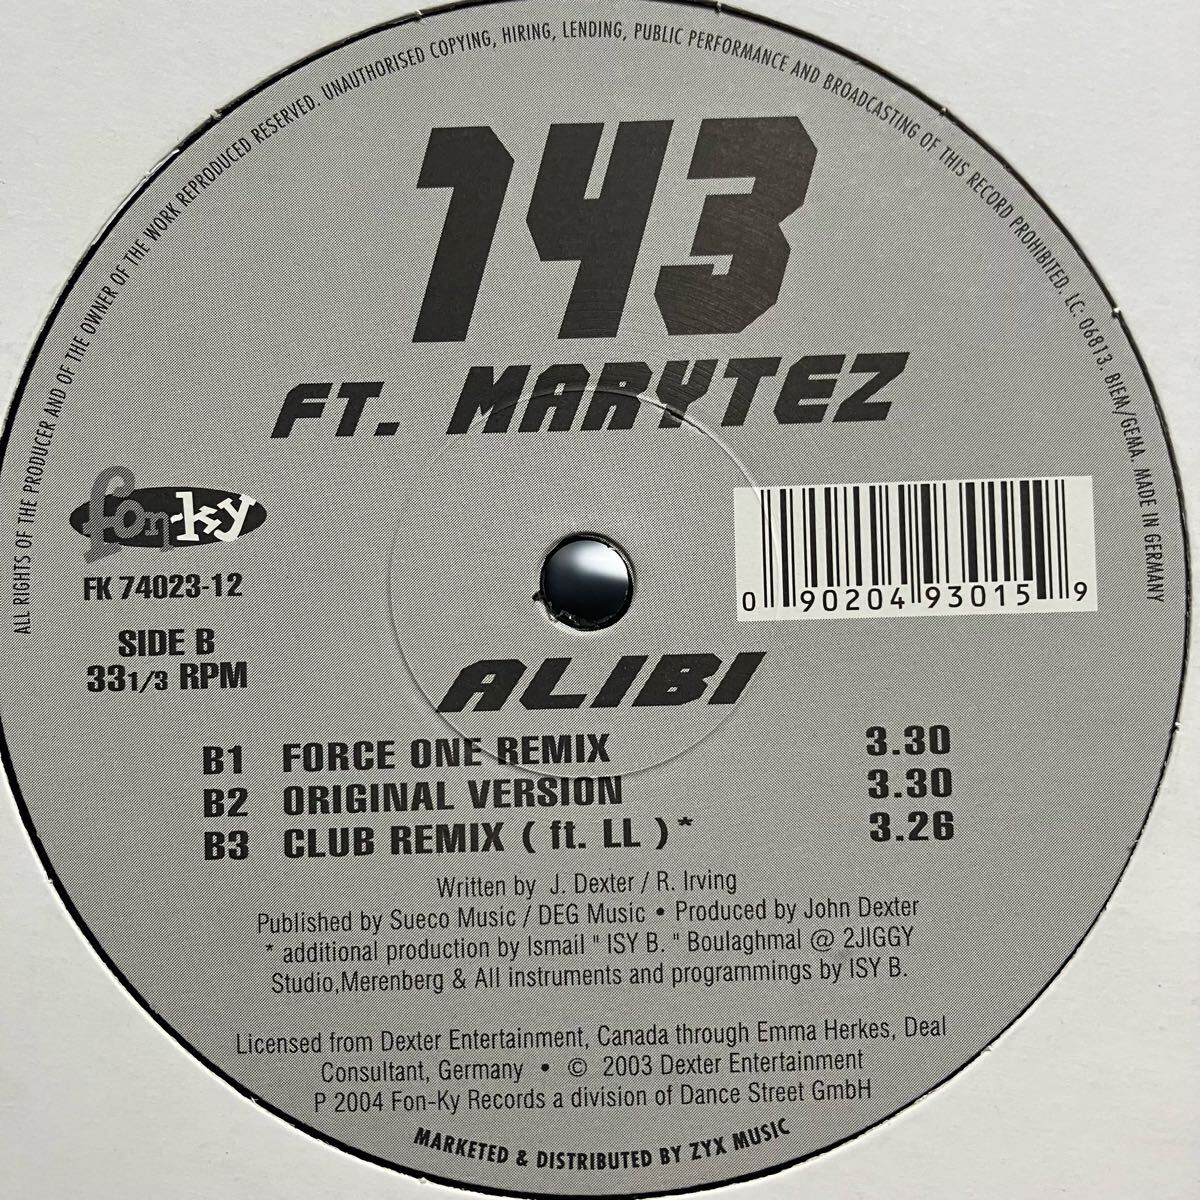 ALL RIGHTS OF THE PRODUCER AND OF THE OWNER OF THE WORK REPRODUCED RESERVED. UNAUTHORISED COPYING, HIRING, LENDING, PUBLIC PERFORMANCE AND BROADCASTING OF THIS RECORD PROHIBITED. LC: 06813. BIEM/GEMA. MADE IN GERMANY
143
FT. MARYTEZ
fon-ky
FK 74023-12
SIDE B
33 1/3 RPM
0 90204 93015 9
ALIBI
B1 FORCE ONE REMIX 3.30
B2 ORIGINAL VERSION 3.30
B3 CLUB REMIX ( ft. LL ) * 3.26
Written by J. Dexter / R. Irving
Published by Sueco Music / DEG Music • Produced by John Dexter
* additional production by Ismail " ISY B. " Boulaghmal @ 2JIGGY
Studio,Merenberg & All instruments and programmings by ISY B.
Licensed from Dexter Entertainment, Canada through Emma Herkes, Deal
Consultant, Germany • © 2003 Dexter Entertainment
P 2004 Fon-Ky Records a division of Dance Street GmbH
MARKETED & DISTRIBUTED BY ZYX MUSIC